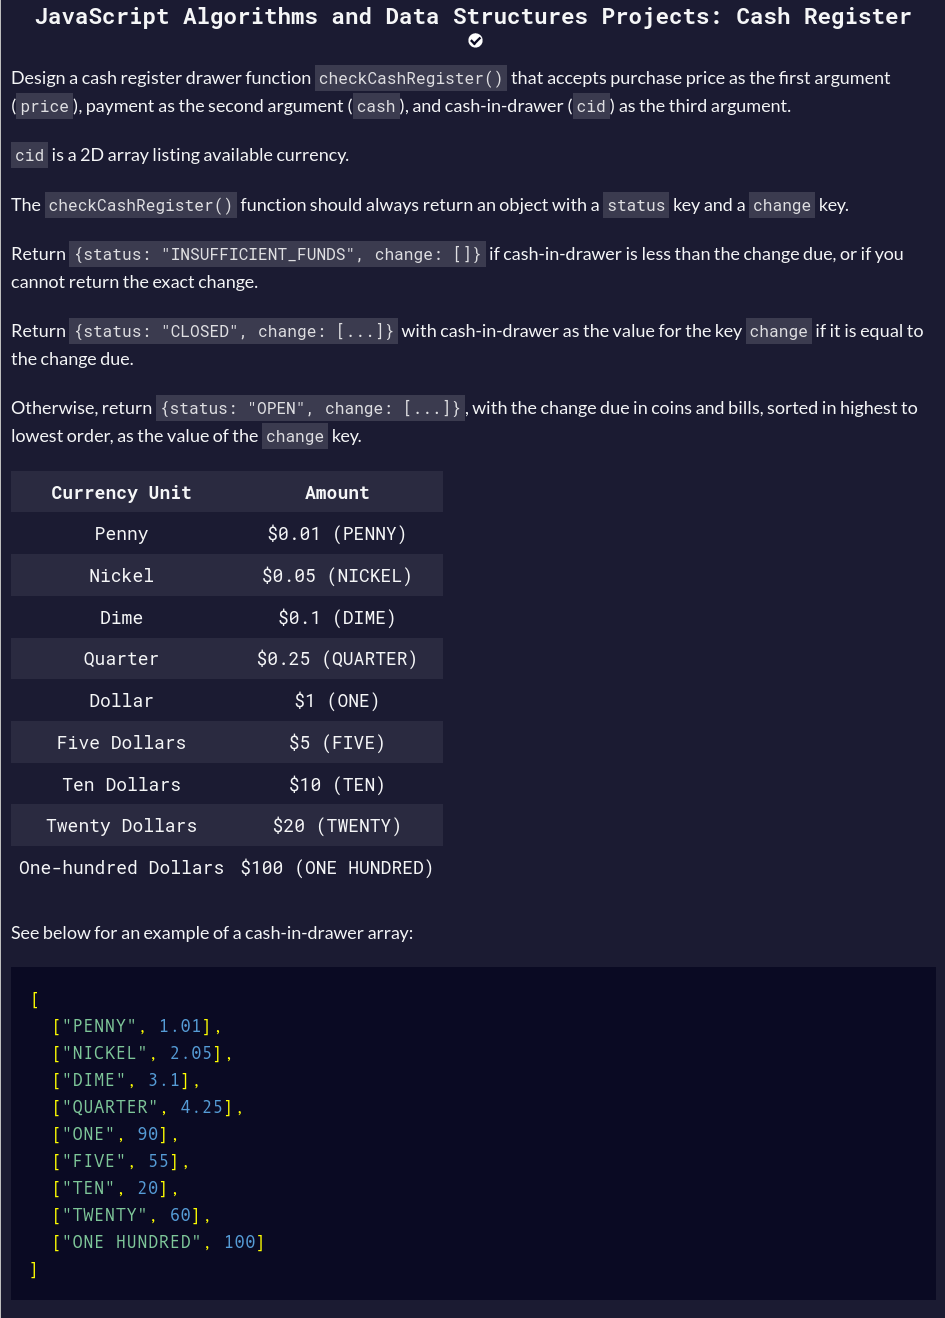 JavaScript Algorithms and Data Structures Projects: Cash Register
Design a cash register drawer function checkCashRegister() that accepts purchase price as the first argument
(price), payment as the second argument (cash), and cash-in-drawer (cid) as the third argument.
cid is a 2D array listing available currency.
The checkCashRegister() function should always return an object with a status key and a change key.
Return {status: "INSUFFICIENT_FUNDS", change: []} if cash-in-drawer is less than the change due, or if you
cannot return the exact change.
Return {status: "CLOSED", change: [...]} with cash-in-drawer as the value for the key change if it is equal to
the change due.
Otherwise, return {status: "OPEN", change: [...]}, with the change due in coins and bills, sorted in highest to
lowest order, as the value of the change key.
Currency Unit Amount
Penny $0.01 (PENNY)
Nickel $0.05 (NICKEL)
Dime $0.1 (DIME)
Quarter $0.25 (QUARTER)
Dollar $1 (ONE)
Five Dollars $5 (FIVE)
Ten Dollars $10 (TEN)
Twenty Dollars $20 (TWENTY)
One-hundred Dollars $100 (ONE HUNDRED)
See below for an example of a cash-in-drawer array:
[
["PENNY", 1.01],
["NICKEL", 2.05],
["DIME", 3.1],
["QUARTER", 4.25],
["ONE", 90],
["FIVE", 55],
["TEN", 20],
["TWENTY", 60],
["ONE HUNDRED", 100]
]